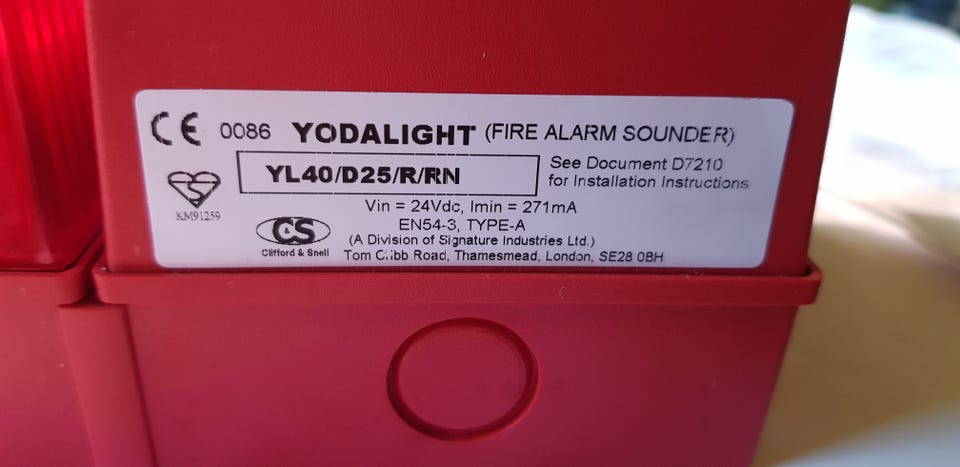 CE 0086 YODALIGHT (FIRE ALARM SOUNDER)
YL40/D25/R/RN
See Document D7210
for Installation Instructions
KM91259
Vin = 24Vdc, Imin = 271mA
EN54-3, TYPE-A
C&S
Clifford & Snell
(A Division of Signature Industries Ltd.)
Tom Cribb Road, Thamesmead, London, SE28 0BH